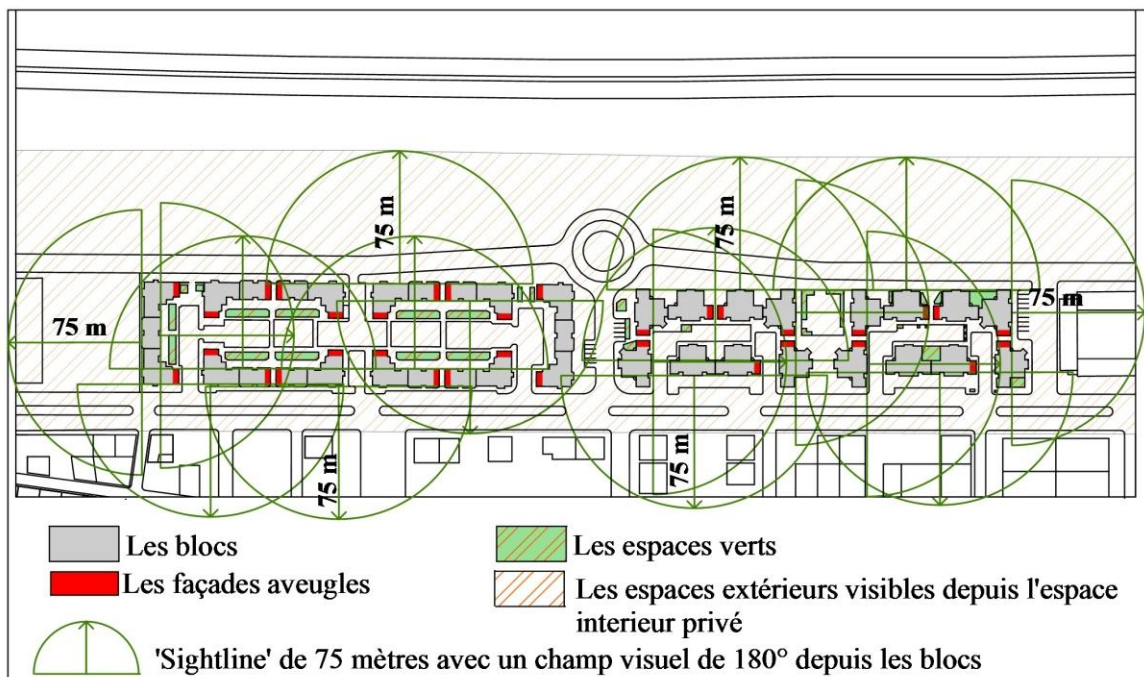 75 m
75 m
75 m
75 m
75 m
75 m
Les blocs
Les espaces verts
Les façades aveugles
Les espaces extérieurs visibles depuis l'espace
interieur privé
'Sightline' de 75 mètres avec un champ visuel de 180° depuis les blocs